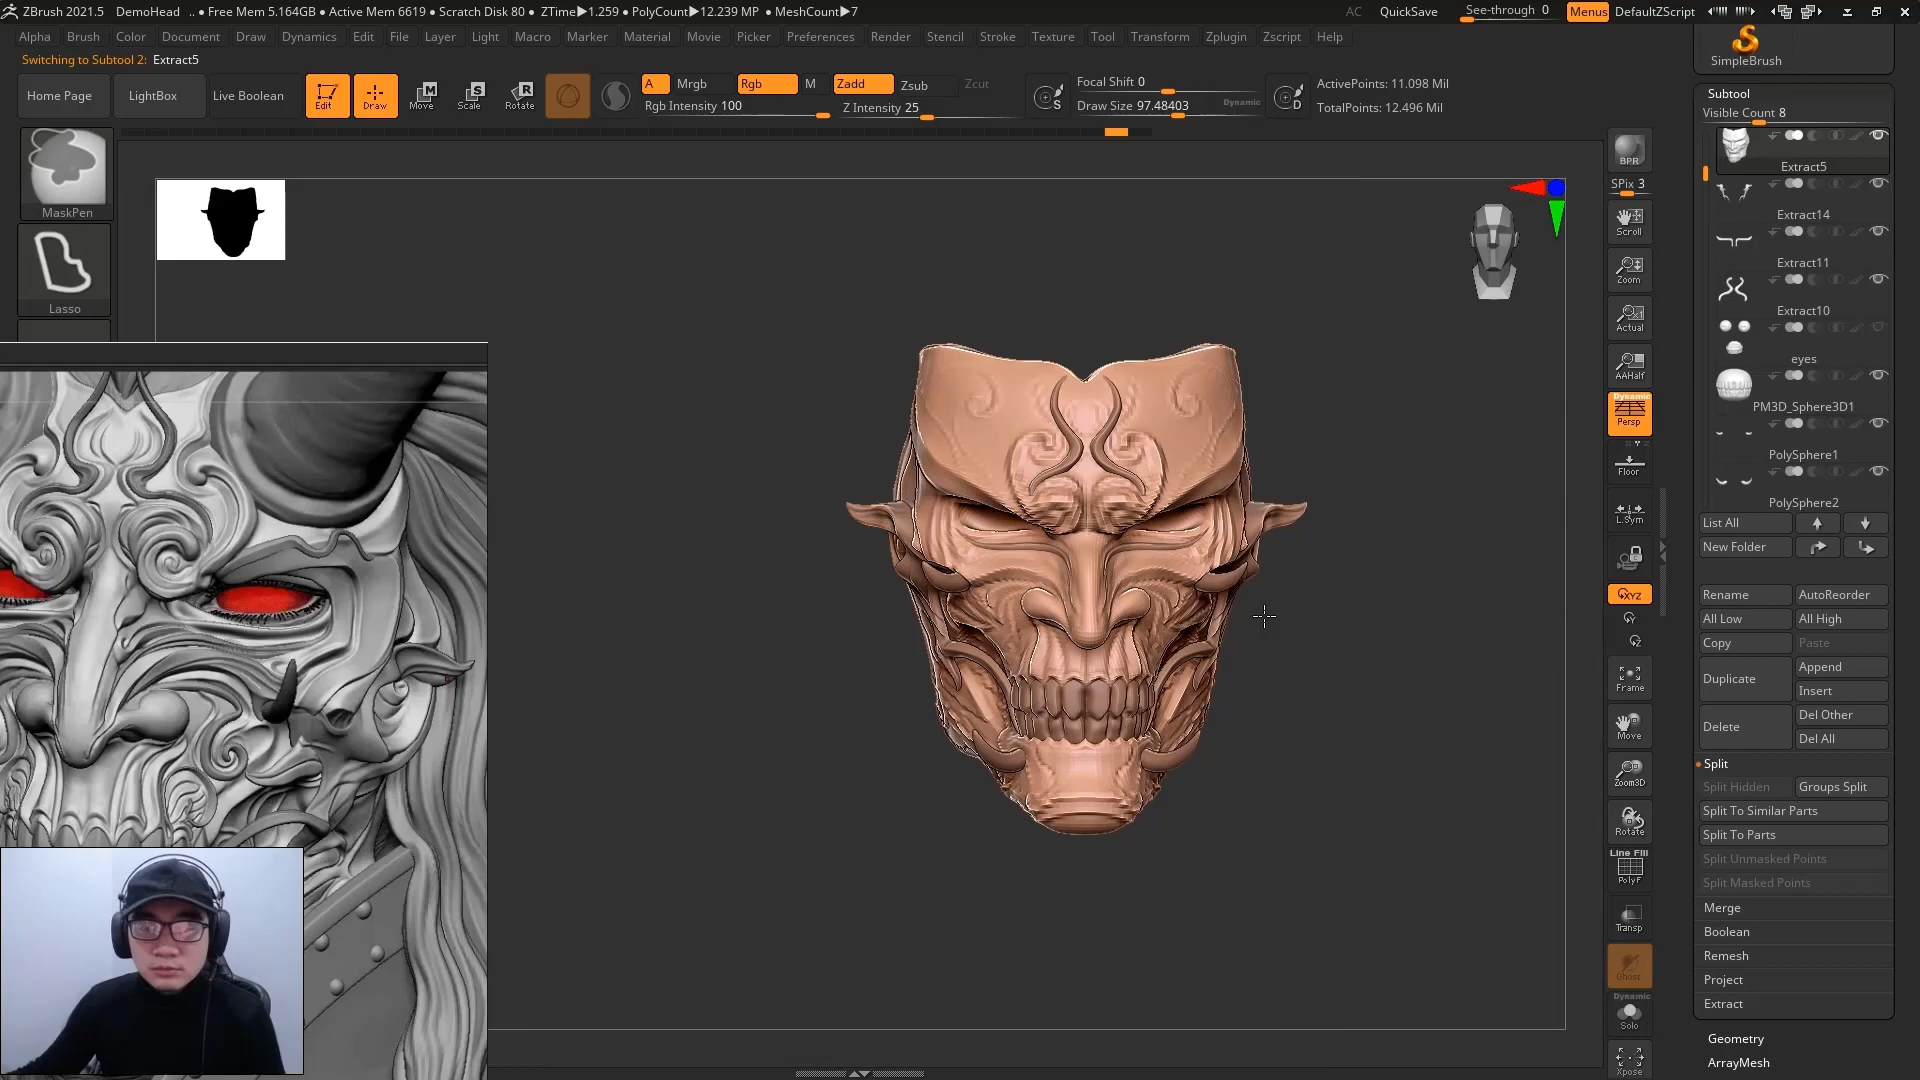 ZBrush 2021.5 DemoHead .. • Free Mem 5.164GB • Active Mem 6619 • Scratch Disk 80 • ZTime▶1.259 • PolyCount▶12.239 MP • MeshCount▶7 AC QuickSave See-through 0 Menus DefaultZScript
Alpha Brush Color Document Draw Dynamics Edit File Layer Light Macro Marker Material Movie Picker Preferences Render Stencil Stroke Texture Tool Transform Zplugin Zscript Help
Switching to Subtool 2: Extract5
Home Page LightBox Live Boolean Edit Draw Move Scale Rotate
A Mrgb Rgb M Zadd Zsub Zcut
Rgb Intensity 100 Z Intensity 25
Focal Shift 0
Draw Size 97.48403 Dynamic
S D
ActivePoints: 11.098 Mil
TotalPoints: 12.496 Mil
MaskPen
Lasso
BPR
SPix 3
Scroll
Zoom
Actual
AAHalf
Dynamic
Persp
Floor
L.Sym
XYZ
Y
Z
Frame
Move
Zoom3D
Rotate
Line Fill
PolyF
Transp
Ghost
Dynamic
Solo
Xpose
SimpleBrush
Subtool
Visible Count 8
Extract5
Extract14
Extract11
Extract10
eyes
PM3D_Sphere3D1
PolySphere1
PolySphere2
List All
New Folder
Rename AutoReorder
All Low All High
Copy Paste
Duplicate Append
Insert
Delete Del Other
Del All
Split
Split Hidden Groups Split
Split To Similar Parts
Split To Parts
Split Unmasked Points
Split Masked Points
Merge
Boolean
Remesh
Project
Extract
Geometry
ArrayMesh